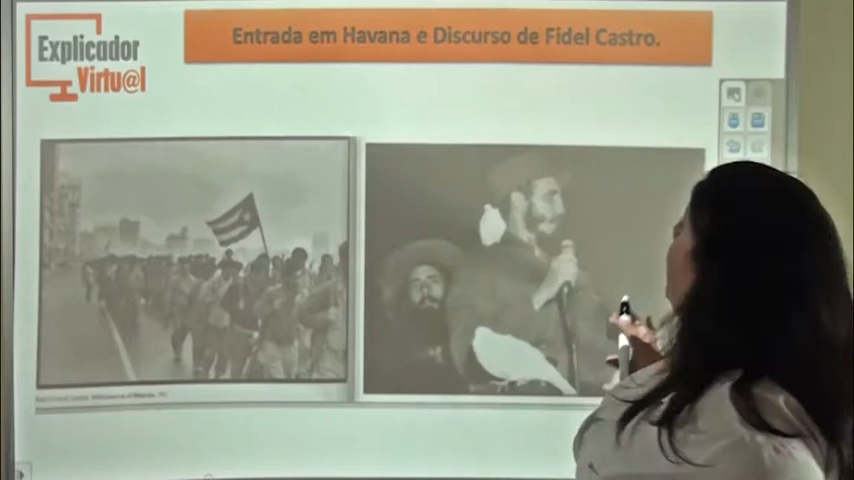 Explicador
Virtu@l
Entrada em Havana e Discurso de Fidel Castro.